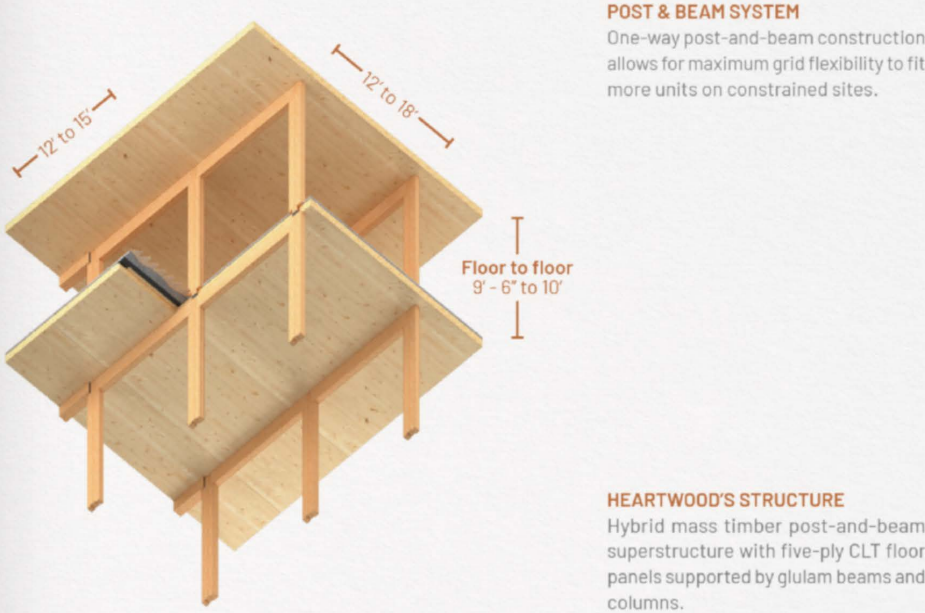 POST & BEAM SYSTEM
One-way post-and-beam construction
allows for maximum grid flexibility to fit
more units on constrained sites.
12' to 15'
12' to 18'
Floor to floor
9' - 6" to 10'
HEARTWOOD'S STRUCTURE
Hybrid mass timber post-and-beam
superstructure with five-ply CLT floor
panels supported by glulam beams and
columns.